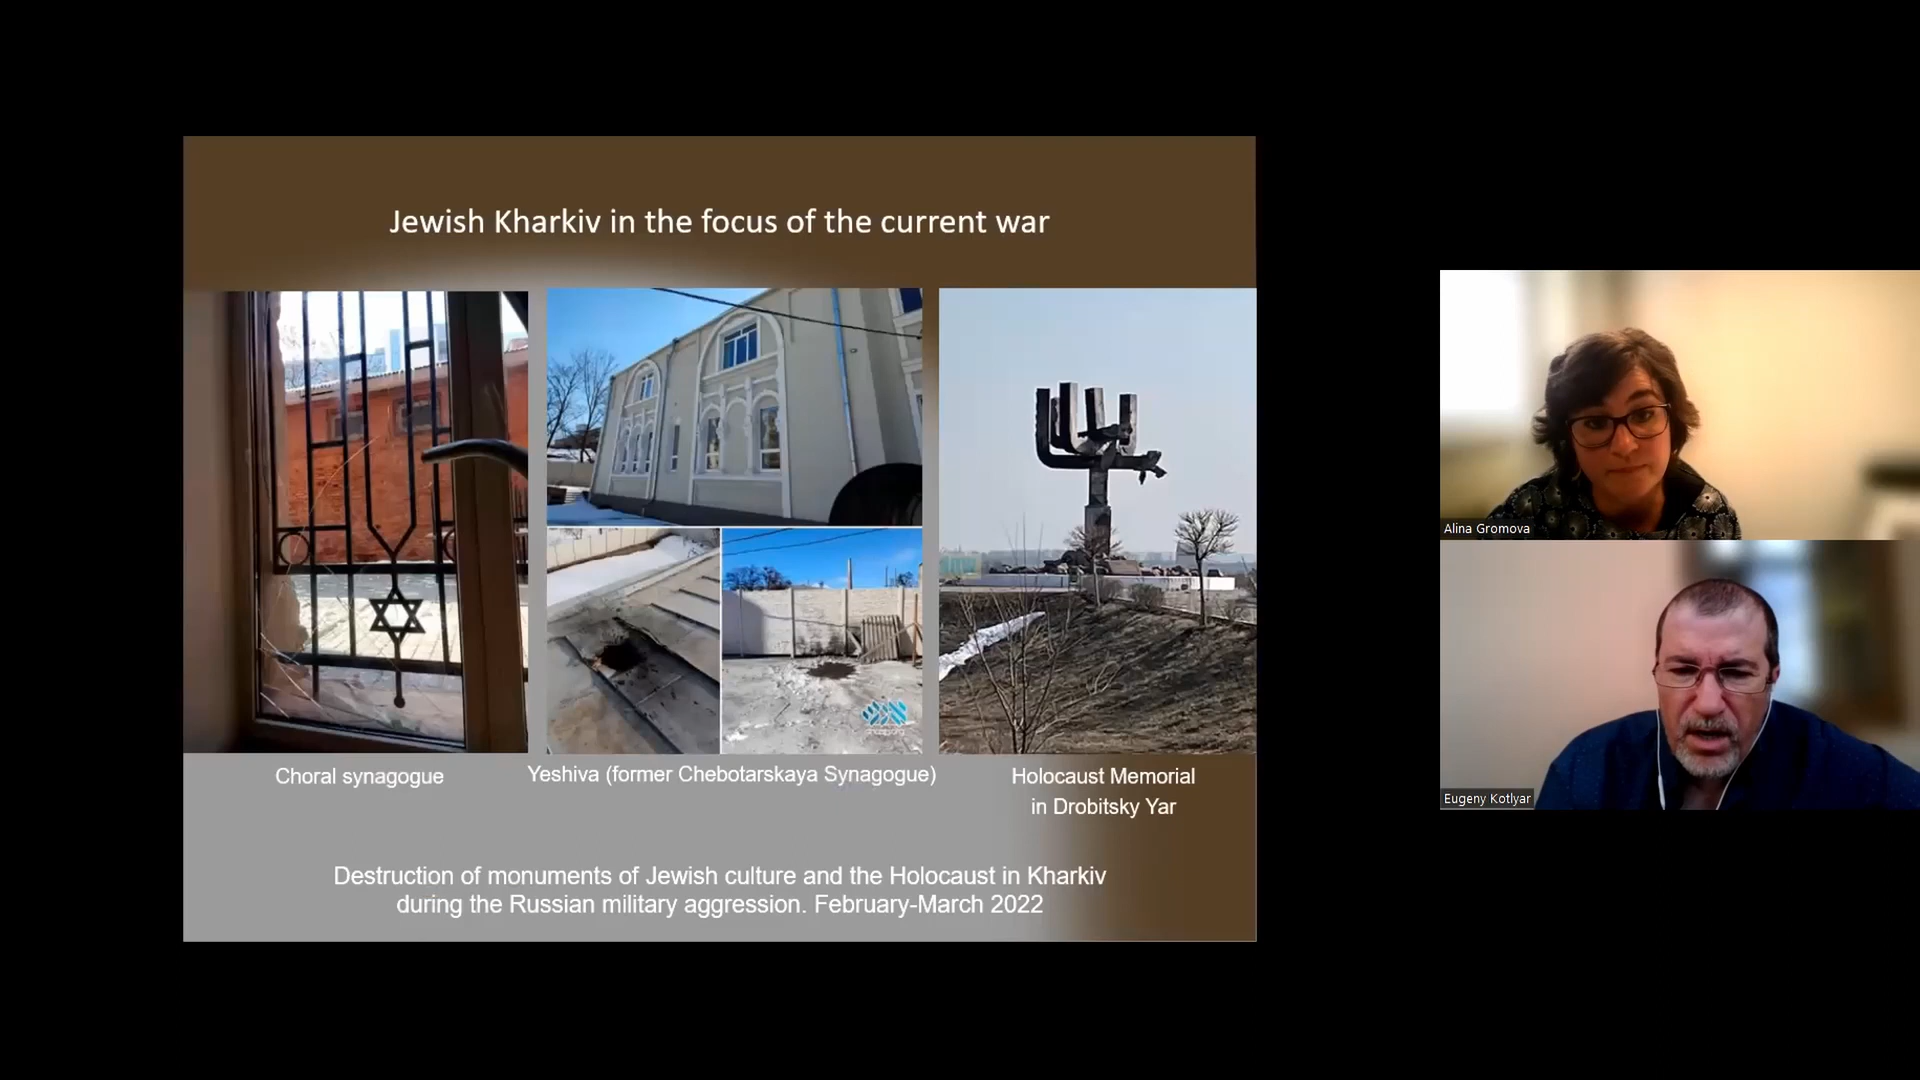 Jewish Kharkiv in the focus of the current war
Choral synagogue
Yeshiva (former Chebotarskaya Synagogue)
Holocaust Memorial
in Drobitsky Yar
Destruction of monuments of Jewish culture and the Holocaust in Kharkiv
during the Russian military aggression. February-March 2022
Alina Gromova
Eugeny Kotlyar